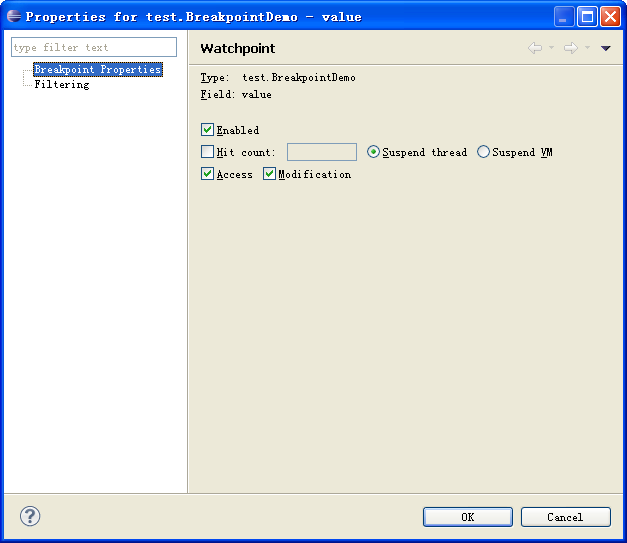 Properties for test.BreakpointDemo - value
type filter text
Breakpoint Properties
Filtering
Watchpoint
Type: test.BreakpointDemo
Field: value
Enabled
Hit count: Suspend thread Suspend VM
Access Modification
?
OK Cancel